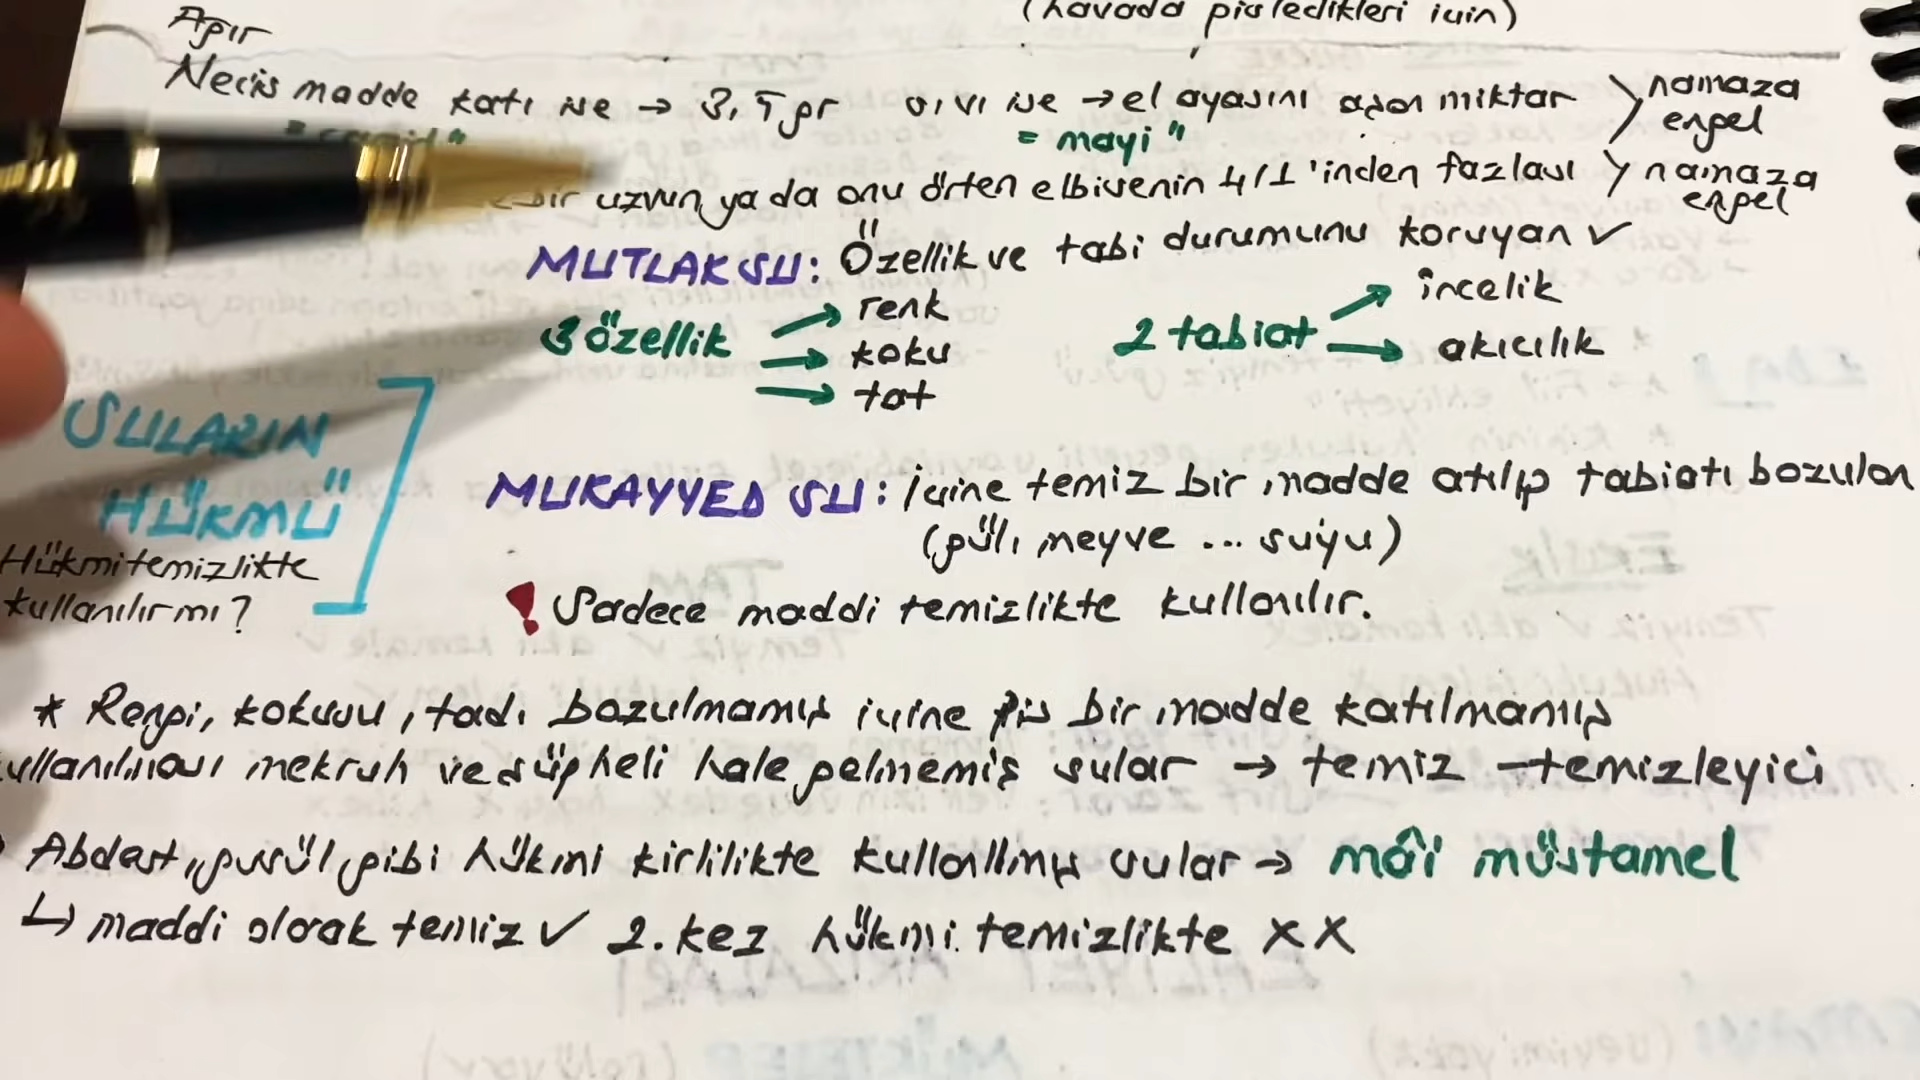 (havada pisledikleri için)
Ağır
Necis madde katı ise → 3,5 gr sıvı ise → el ayasını aşan miktar > namaza engel
= mayi "
bir uzvun ya da onu örten elbisenin 4/1 'inden fazlası > namaza engel
MUTLAK SU: Özellik ve tabi durumunu koruyan ✓
3 özellik → renk
→ koku
→ tat
2 tabiat → incelik
→ akıcılık
SULARIN
HÜKMÜ
Hükmi temizlikte
kullanılır mı?
MUKAYYED SU: içine temiz bir madde atılıp tabiatı bozulan
(gül, meyve ... suyu)
! Sadece maddi temizlikte kullanılır.
* Rengi, kokusu, tadı bozulmamış içine pis bir madde katılmamış
kullanılması mekruh ve şüpheli hale gelmemiş sular → temiz - temizleyici
Abdest, gusül gibi hükmi kirlilikte kullanılmış sular → mâi müstamel
↳ maddi olarak temiz ✓ 2. kez hükmi temizlikte X X